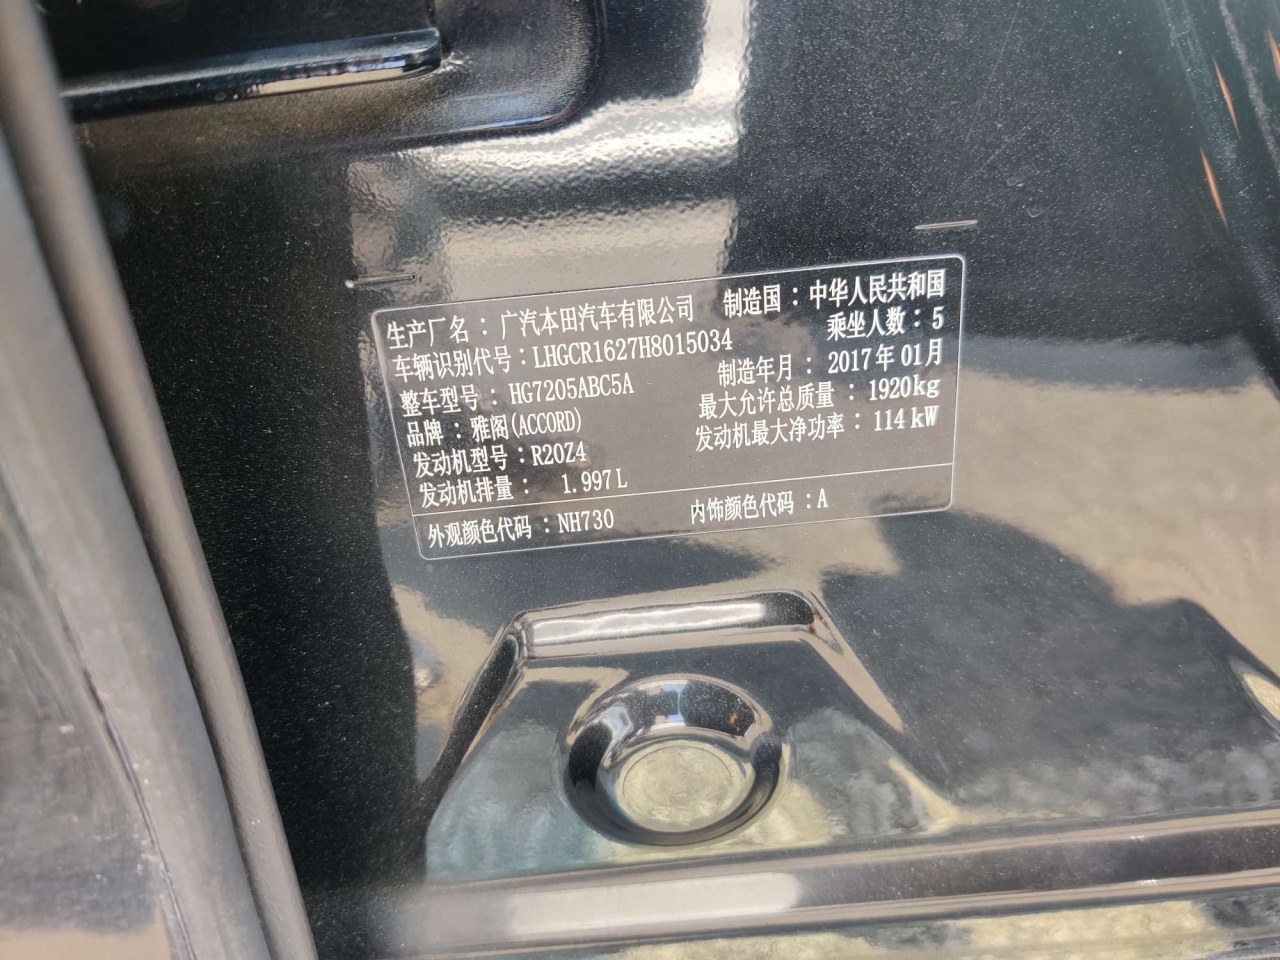 生产厂名：广汽本田汽车有限公司 制造国：中华人民共和国
车辆识别代号：LHGCR1627H8015034 乘坐人数：5
整车型号：HG7205ABC5A 制造年月：2017年01月
品牌：雅阁(ACCORD) 最大允许总质量：1920kg
发动机型号：R20Z4 发动机最大净功率：114kW
发动机排量： 1.997L
外观颜色代码：NH730 内饰颜色代码：A